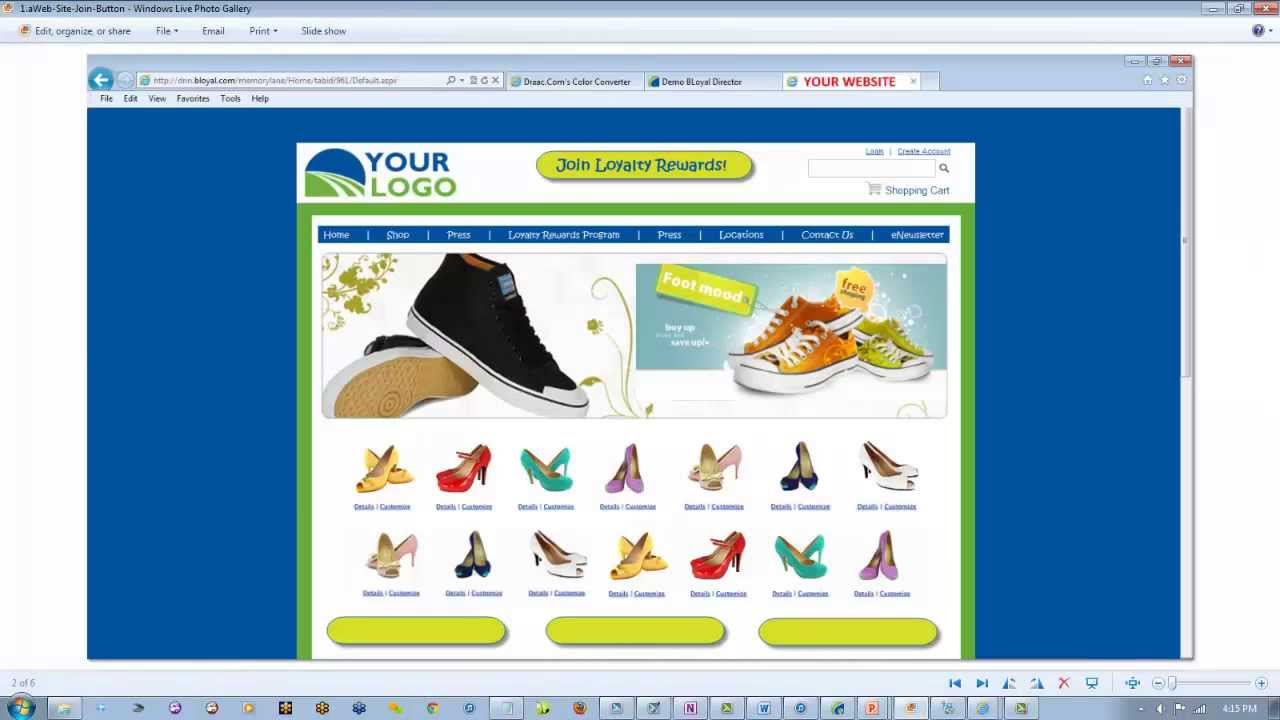 1.aWeb-Site-Join-Button - Windows Live Photo Gallery
Edit, organize, or share File Email Print Slide show
http://dnn.bloyal.com/memorylane/Home/tabid/961/Default.aspx Draac.Com's Color Converter Demo BLoyal Director YOUR WEBSITE
File Edit View Favorites Tools Help
Login | Create Account
YOUR
LOGO
Join Loyalty Rewards!
Shopping Cart
Home | Shop | Press | Loyalty Rewards Program | Press | Locations | Contact Us | eNewsletter
Foot mood
free
shipping
buy up
save up!
Details | Customize Details | Customize Details | Customize Details | Customize Details | Customize Details | Customize Details | Customize
Details | Customize Details | Customize Details | Customize Details | Customize Details | Customize Details | Customize Details | Customize
2 of 6
4:15 PM